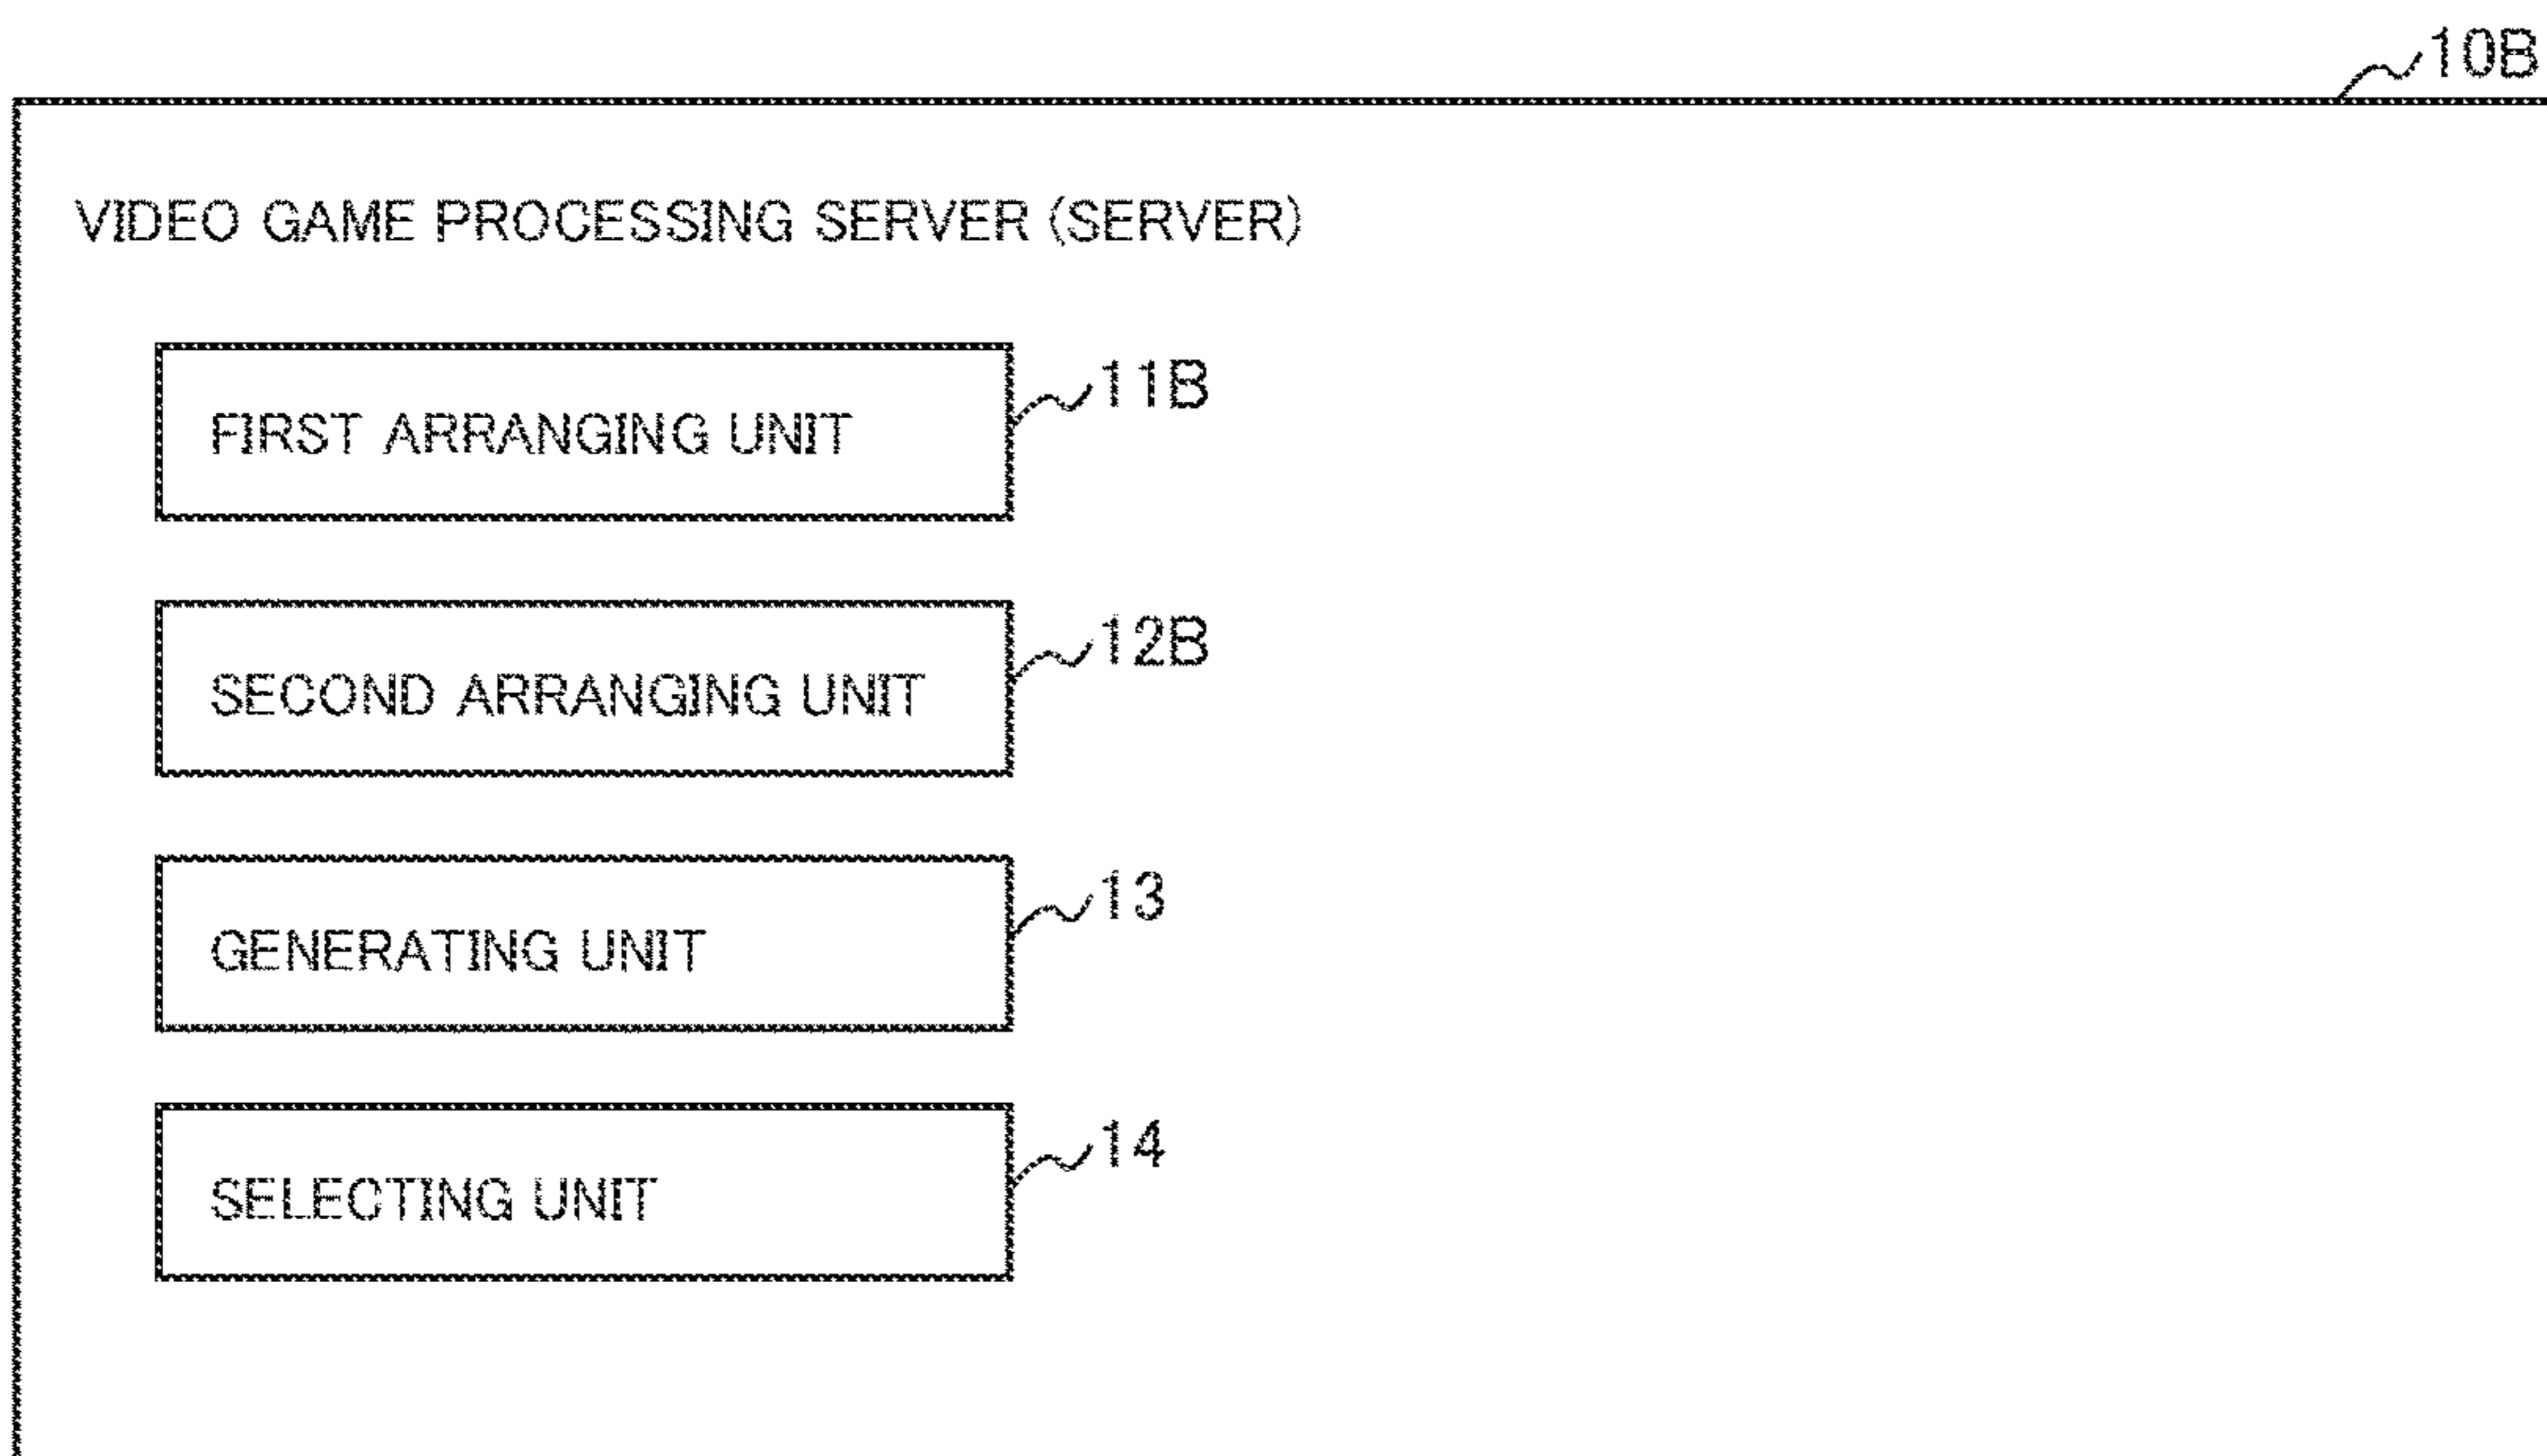 10B
VIDEO GAME PROCESSING SERVER (SERVER)
11B
FIRST ARRANGING UNIT
12B
SECOND ARRANGING UNIT
13
GENERATING UNIT
14
SELECTING UNIT